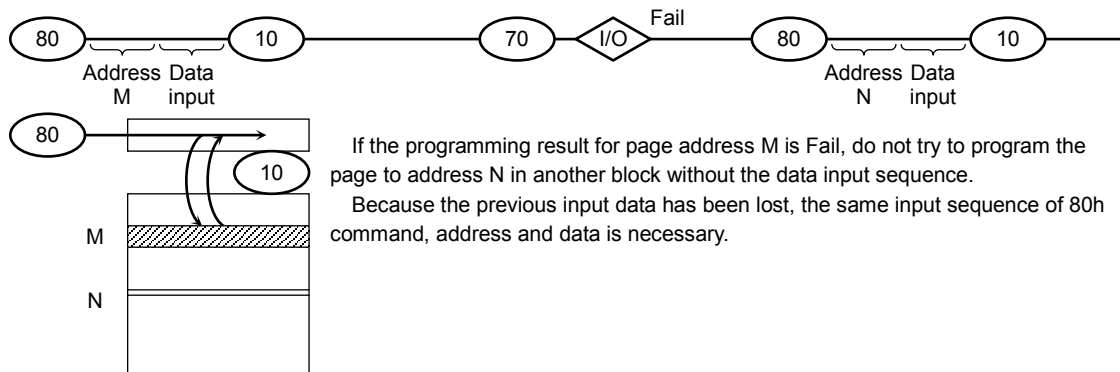 Fail
80 10 70 I/O 80 10
Address Data Address Data
M input N input
80
If the programming result for page address M is Fail, do not try to program the
page to address N in another block without the data input sequence.
10
Because the previous input data has been lost, the same input sequence of 80h
command, address and data is necessary.
M
N